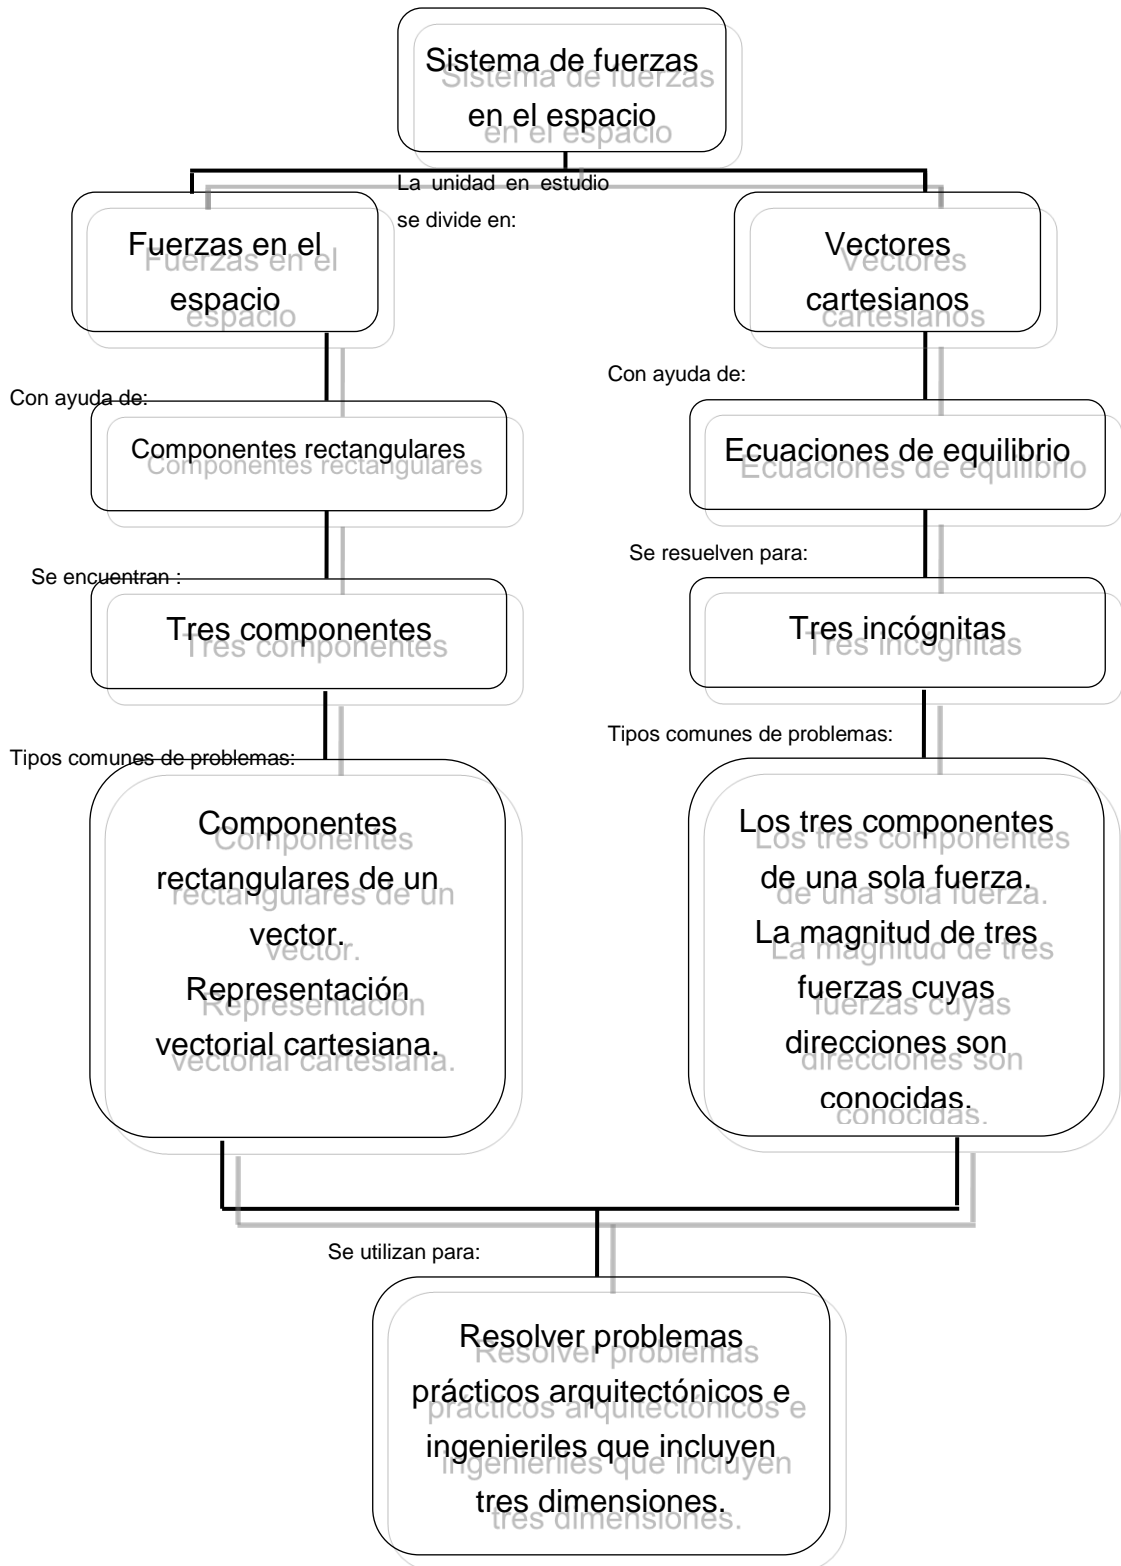 Sistema de fuerzas
en el espacio
La unidad en estudio
se divide en:
Fuerzas en el
espacio
Vectores
cartesianos
Con ayuda de:
Con ayuda de:
Componentes rectangulares
Ecuaciones de equilibrio
Se encuentran :
Se resuelven para:
Tres componentes
Tres incógnitas
Tipos comunes de problemas:
Tipos comunes de problemas:
Componentes
rectangulares de un
vector.
Representación
vectorial cartesiana.
Los tres componentes
de una sola fuerza.
La magnitud de tres
fuerzas cuyas
direcciones son
conocidas.
Se utilizan para:
Resolver problemas
prácticos arquitectónicos e
ingenieriles que incluyen
tres dimensiones.